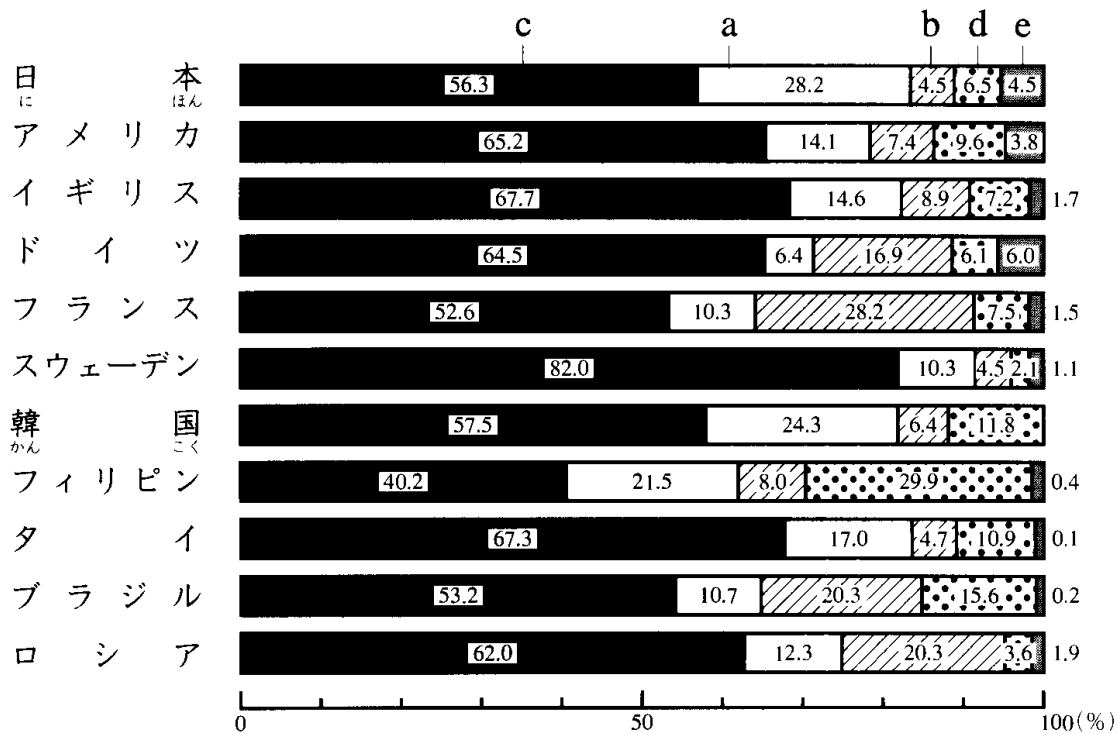 c a b d e
日本 56.3 28.2 4.5 6.5 4.5
に ほん
アメリカ 65.2 14.1 7.4 9.6 3.8
イギリス 67.7 14.6 8.9 7.2 1.7
ドイツ 64.5 6.4 16.9 6.1 6.0
フランス 52.6 10.3 28.2 7.5 1.5
スウェーデン 82.0 10.3 4.5 2.1 1.1
韓国 57.5 24.3 6.4 11.8
かん こく
フィリピン 40.2 21.5 8.0 29.9 0.4
タイ 67.3 17.0 4.7 10.9 0.1
ブラジル 53.2 10.7 20.3 15.6 0.2
ロシア 62.0 12.3 20.3 3.6 1.9
0 50 100(%)